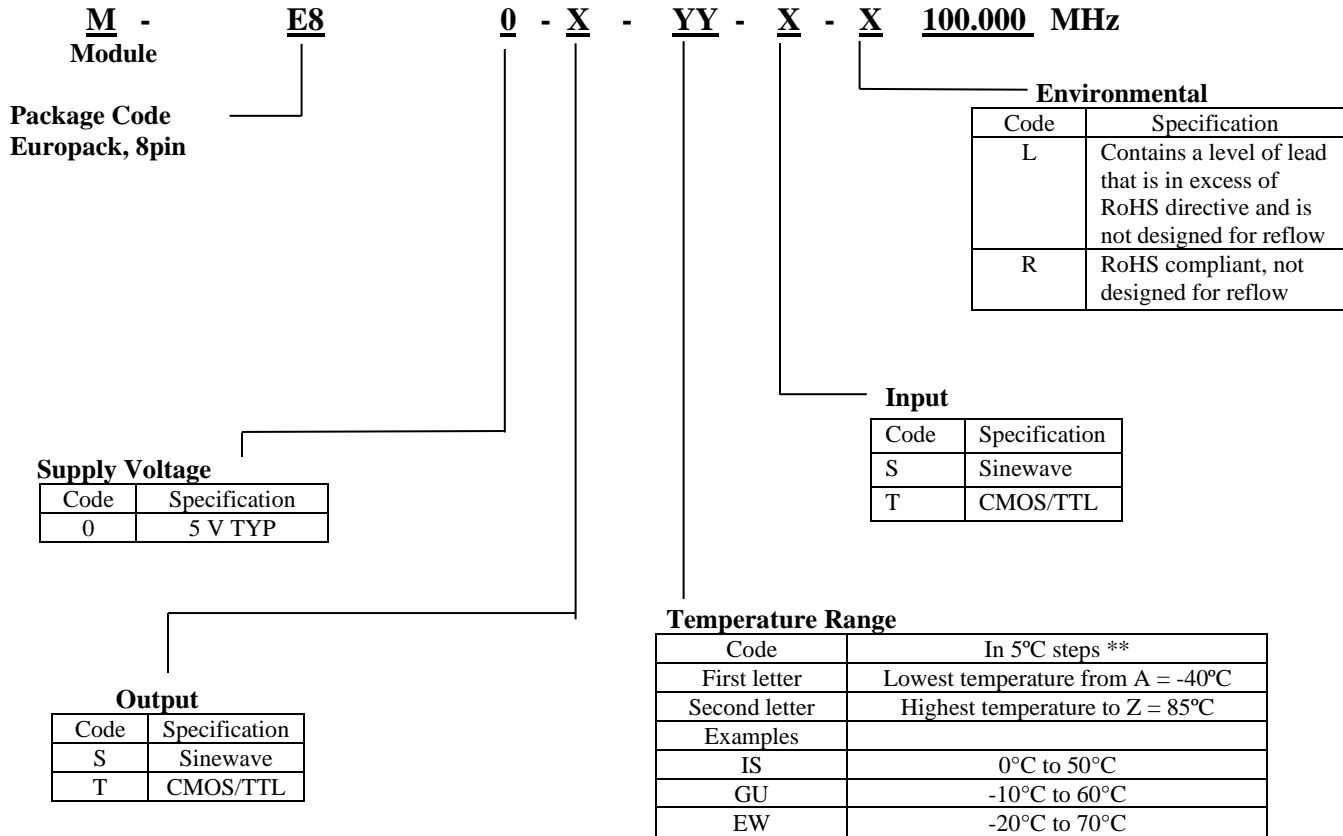 M - E8 0 - X - YY - X - X 100.000 MHz
Module
Package Code
Europack, 8pin
Environmental
Code Specification
L Contains a level of lead
that is in excess of
RoHS directive and is
not designed for reflow
R RoHS compliant, not
designed for reflow
Input
Code Specification
S Sinewave
T CMOS/TTL
Supply Voltage
Code Specification
0 5 V TYP
Output
Code Specification
S Sinewave
T CMOS/TTL
Temperature Range
Code In 5ºC steps **
First letter Lowest temperature from A = -40ºC
Second letter Highest temperature to Z = 85ºC
Examples
IS 0°C to 50°C
GU -10°C to 60°C
EW -20°C to 70°C